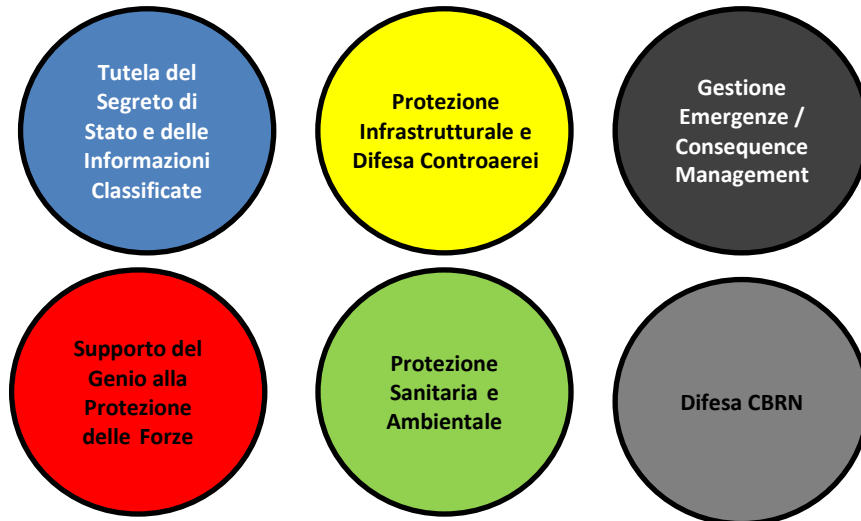 Tutela del
Segreto di
Stato e delle
Informazioni
Classificate
Protezione
Infrastrutturale e
Difesa Controaerei
Gestione
Emergenze /
Consequence
Management
Supporto del
Genio alla
Protezione
delle Forze
Protezione
Sanitaria e
Ambientale
Difesa CBRN